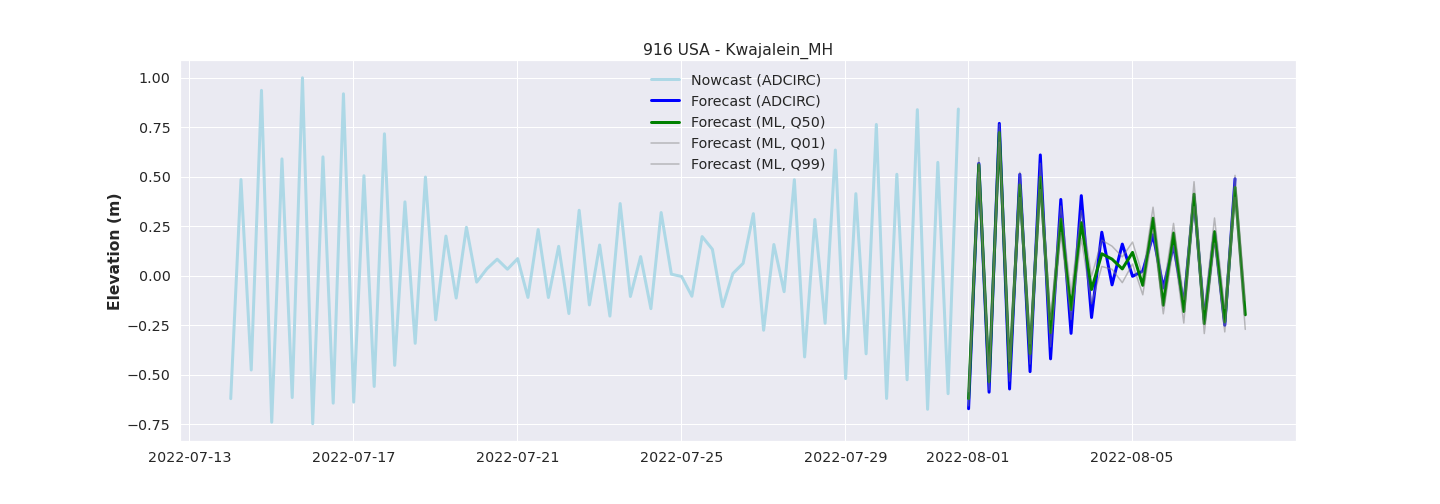 916 USA - Kwajalein_MH
Nowcast (ADCIRC)
Forecast (ADCIRC)
Forecast (ML, Q50)
Forecast (ML, Q01)
Forecast (ML, Q99)
Elevation (m)
1.00
0.75
0.50
0.25
0.00
−0.25
−0.50
−0.75
2022-07-13
2022-07-17
2022-07-21
2022-07-25
2022-07-29
2022-08-01
2022-08-05